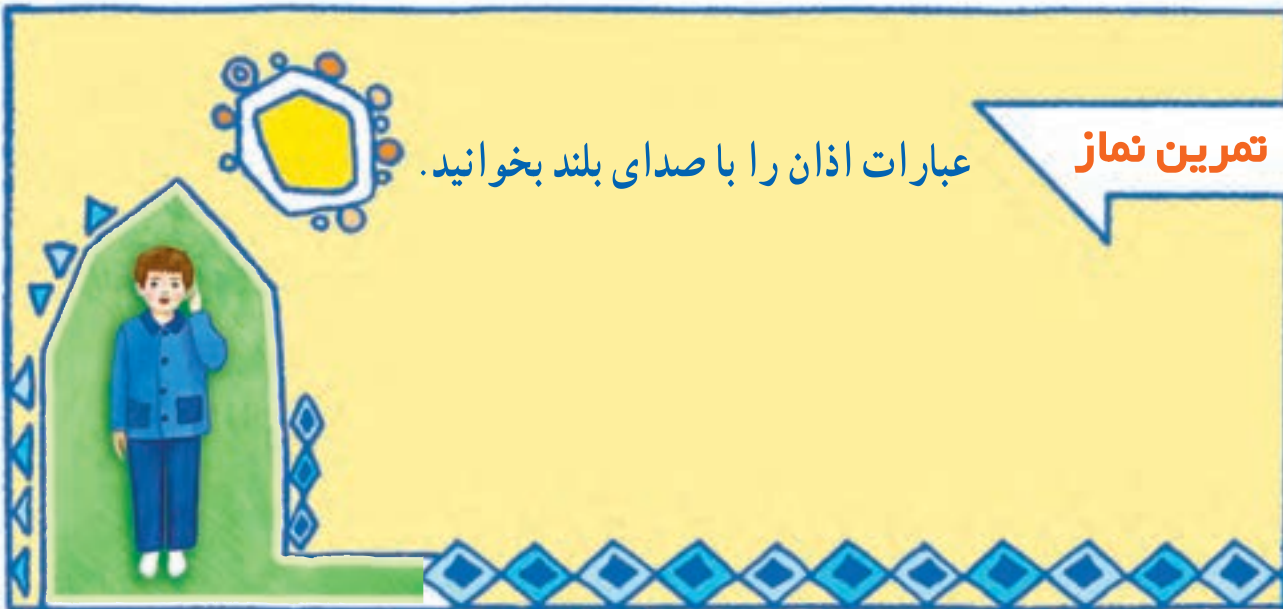 تمرین نماز
عبارات اذان را با صدای بلند بخوانید.